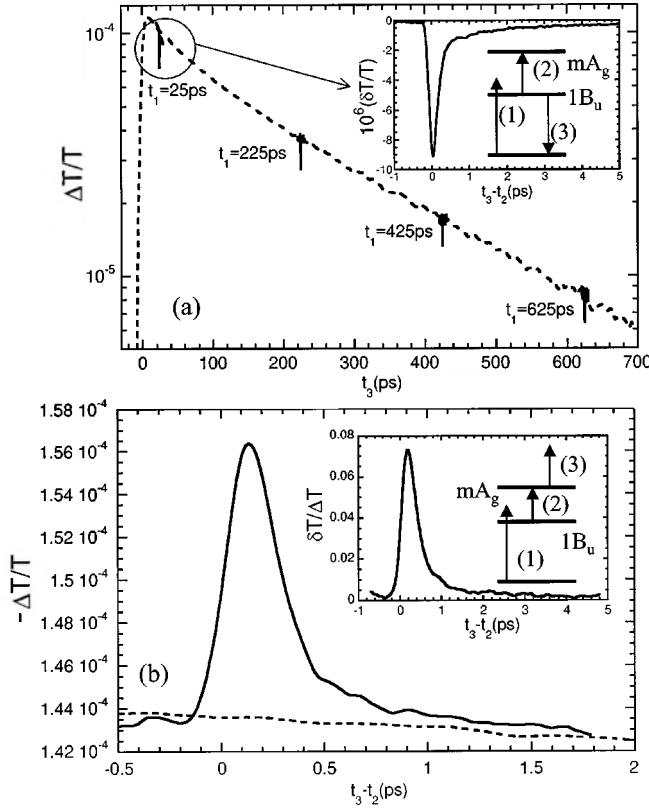 (a)
10⁻⁴
10⁻⁵
ΔT/T
t₁=25ps
t₁=225ps
t₁=425ps
t₁=625ps
0 100 200 300 400 500 600 700
t₃(ps)
0
-2
-4
-6
-8
-10
10⁶(δT/T)
-1 0 1 2 3 4 5
t₃-t₂(ps)
(2) mAg
1Bu
(1) (3)
1.58 10⁻⁴
1.56 10⁻⁴
1.54 10⁻⁴
1.52 10⁻⁴
1.5 10⁻⁴
1.48 10⁻⁴
1.46 10⁻⁴
1.44 10⁻⁴
1.42 10⁻⁴
- ΔT/T
(b)
-0.5 0 0.5 1 1.5 2
t₃-t₂(ps)
0.08
0.06
0.04
0.02
0
δT/ΔT
-1 0 1 2 3 4 5
t₃-t₂(ps)
(3)
mAg
(2)
1Bu
(1)